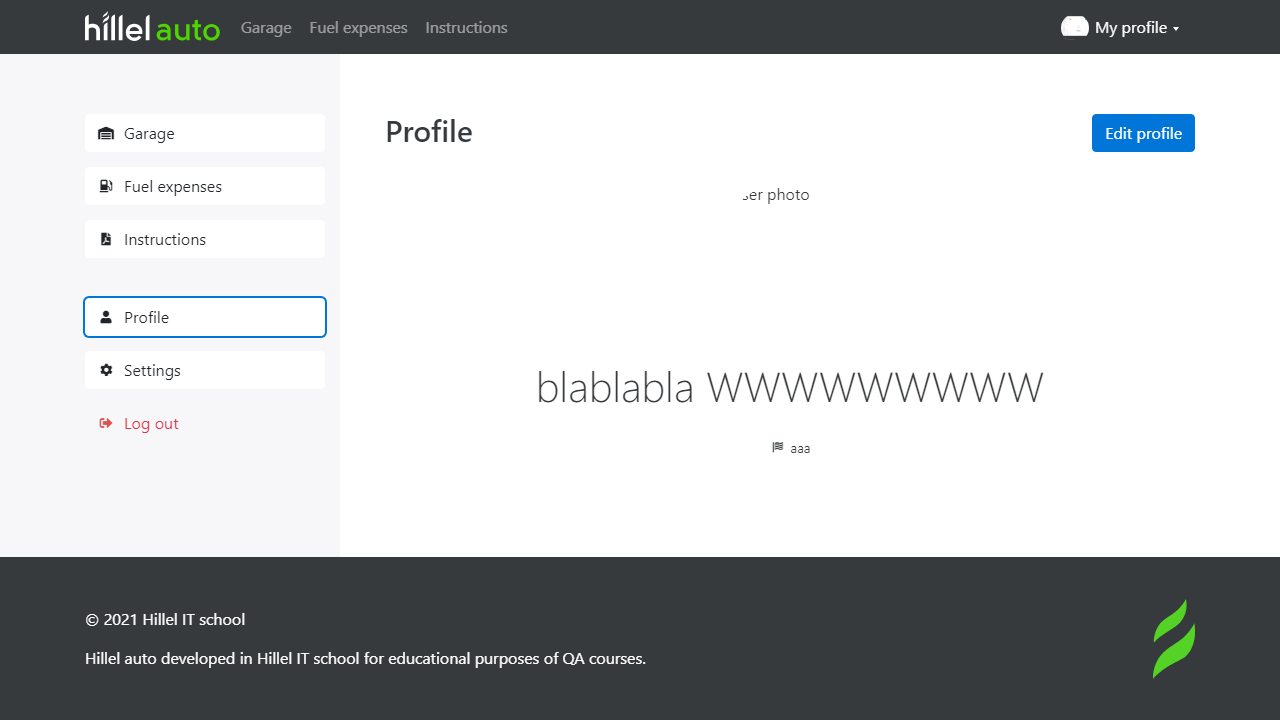 hillel auto Garage Fuel expenses Instructions My profile
Garage
Fuel expenses
Instructions
Profile
Settings
Log out
Profile
Edit profile
ser photo
blablabla WWWWWWWWW
aaa
© 2021 Hillel IT school
Hillel auto developed in Hillel IT school for educational purposes of QA courses.